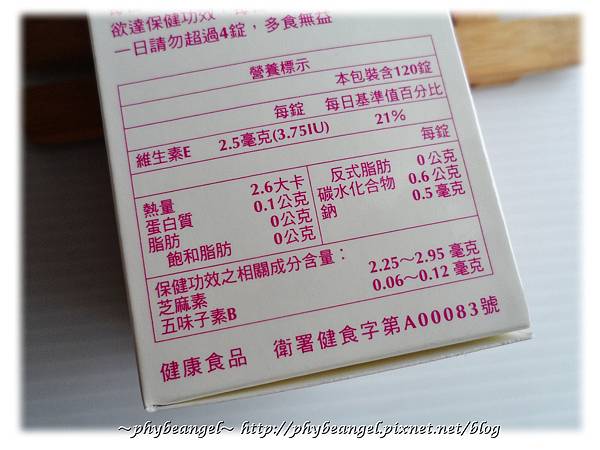 欲達保健功效，每
一日請勿超過4錠，多食無益
營養標示
本包裝含120錠
每錠 每日基準值百分比
維生素E 2.5毫克(3.75IU) 21%
每錠
熱量 2.6大卡
蛋白質 0.1公克
脂肪 0公克
飽和脂肪 0公克
反式脂肪 0公克
碳水化合物 0.6公克
鈉 0.5毫克
保健功效之相關成分含量：
芝麻素 2.25～2.95 毫克
五味子素B 0.06～0.12 毫克
健康食品 衛署健食字第A00083號
～phybeangel～ http://phybeangel.pixnet.net/blog